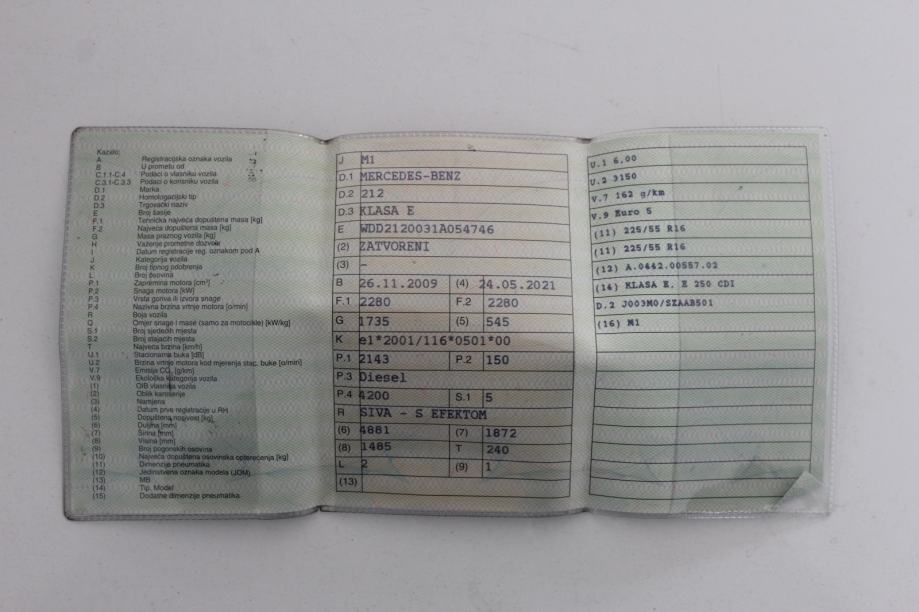 Kazalo:
A Registracijska oznaka vozila
B U prometu od
C.1.1-C.4 Podaci o vlasniku vozila
C.3.1-C.3.3 Podaci o korisniku vozila
D.1 Marka
D.2 Homologacijski tip
D.3 Trgovački naziv
E Broj šasije
F.1 Tehnička najveća dopuštena masa [kg]
F.2 Najveća dopuštena masa [kg]
G Masa praznog vozila [kg]
H Važenje prometne dozvole
I Datum registracije reg. oznakom pod A
J Kategorija vozila
K Broj tipnog odobrenja
L Broj osovina
P.1 Zapremina motora [cm³]
P.2 Snaga motora [kW]
P.3 Vrsta goriva ili izvora snage
P.4 Nazivna brzina vrtnje motora [o/min]
R Boja vozila
Q Omjer snage i mase (samo za motocikle) [kW/kg]
S.1 Broj sjedećih mjesta
S.2 Broj stajaćih mjesta
T Najveća brzina [km/h]
U.1 Stacionarna buka [dB]
U.2 Brzina vrtnje motora kod mjerenja stac. buke [o/min]
V.7 Emisija CO₂ [g/km]
V.9 Ekološka kategorija vozila
(1) OIB vlasnika vozila
(2) Oblik karoserije
(3) Namjena
(4) Datum prve registracije u RH
(5) Dopuštena nosivost [kg]
(6) Duljina [mm]
(7) Širina [mm]
(8) Visina [mm]
(9) Broj pogonskih osovina
(10) Najveća dopuštena osovinska opterećenja [kg]
(11) Dimenzije pneumatika
(12) Jedinstvena oznaka modela (JOM)
(13) MB
(14) Tip, Model
(15) Dodatne dimenzije pneumatika
J M1
D.1 MERCEDES-BENZ
D.2 212
D.3 KLASA E
E WDD2120031A054746
(2) ZATVORENI
(3) –
B 26.11.2009 (4) 24.05.2021
F.1 2280 F.2 2280
G 1735 (5) 545
K e1*2001/116*0501*00
P.1 2143 P.2 150
P.3 Diesel
P.4 4200 S.1 5
R SIVA - S EFEKTOM
(6) 4881 (7) 1872
(8) 1485 T 240
L 2 (9) 1
(13)
U.1 6.00
U.2 3150
V.7 162 g/km
V.9 Euro 5
(11) 225/55 R16
(11) 225/55 R16
(12) A.0442.00557.02
(14) KLASA E, E 250 CDI
D.2 J003M0/SZAAB501
(16) M1